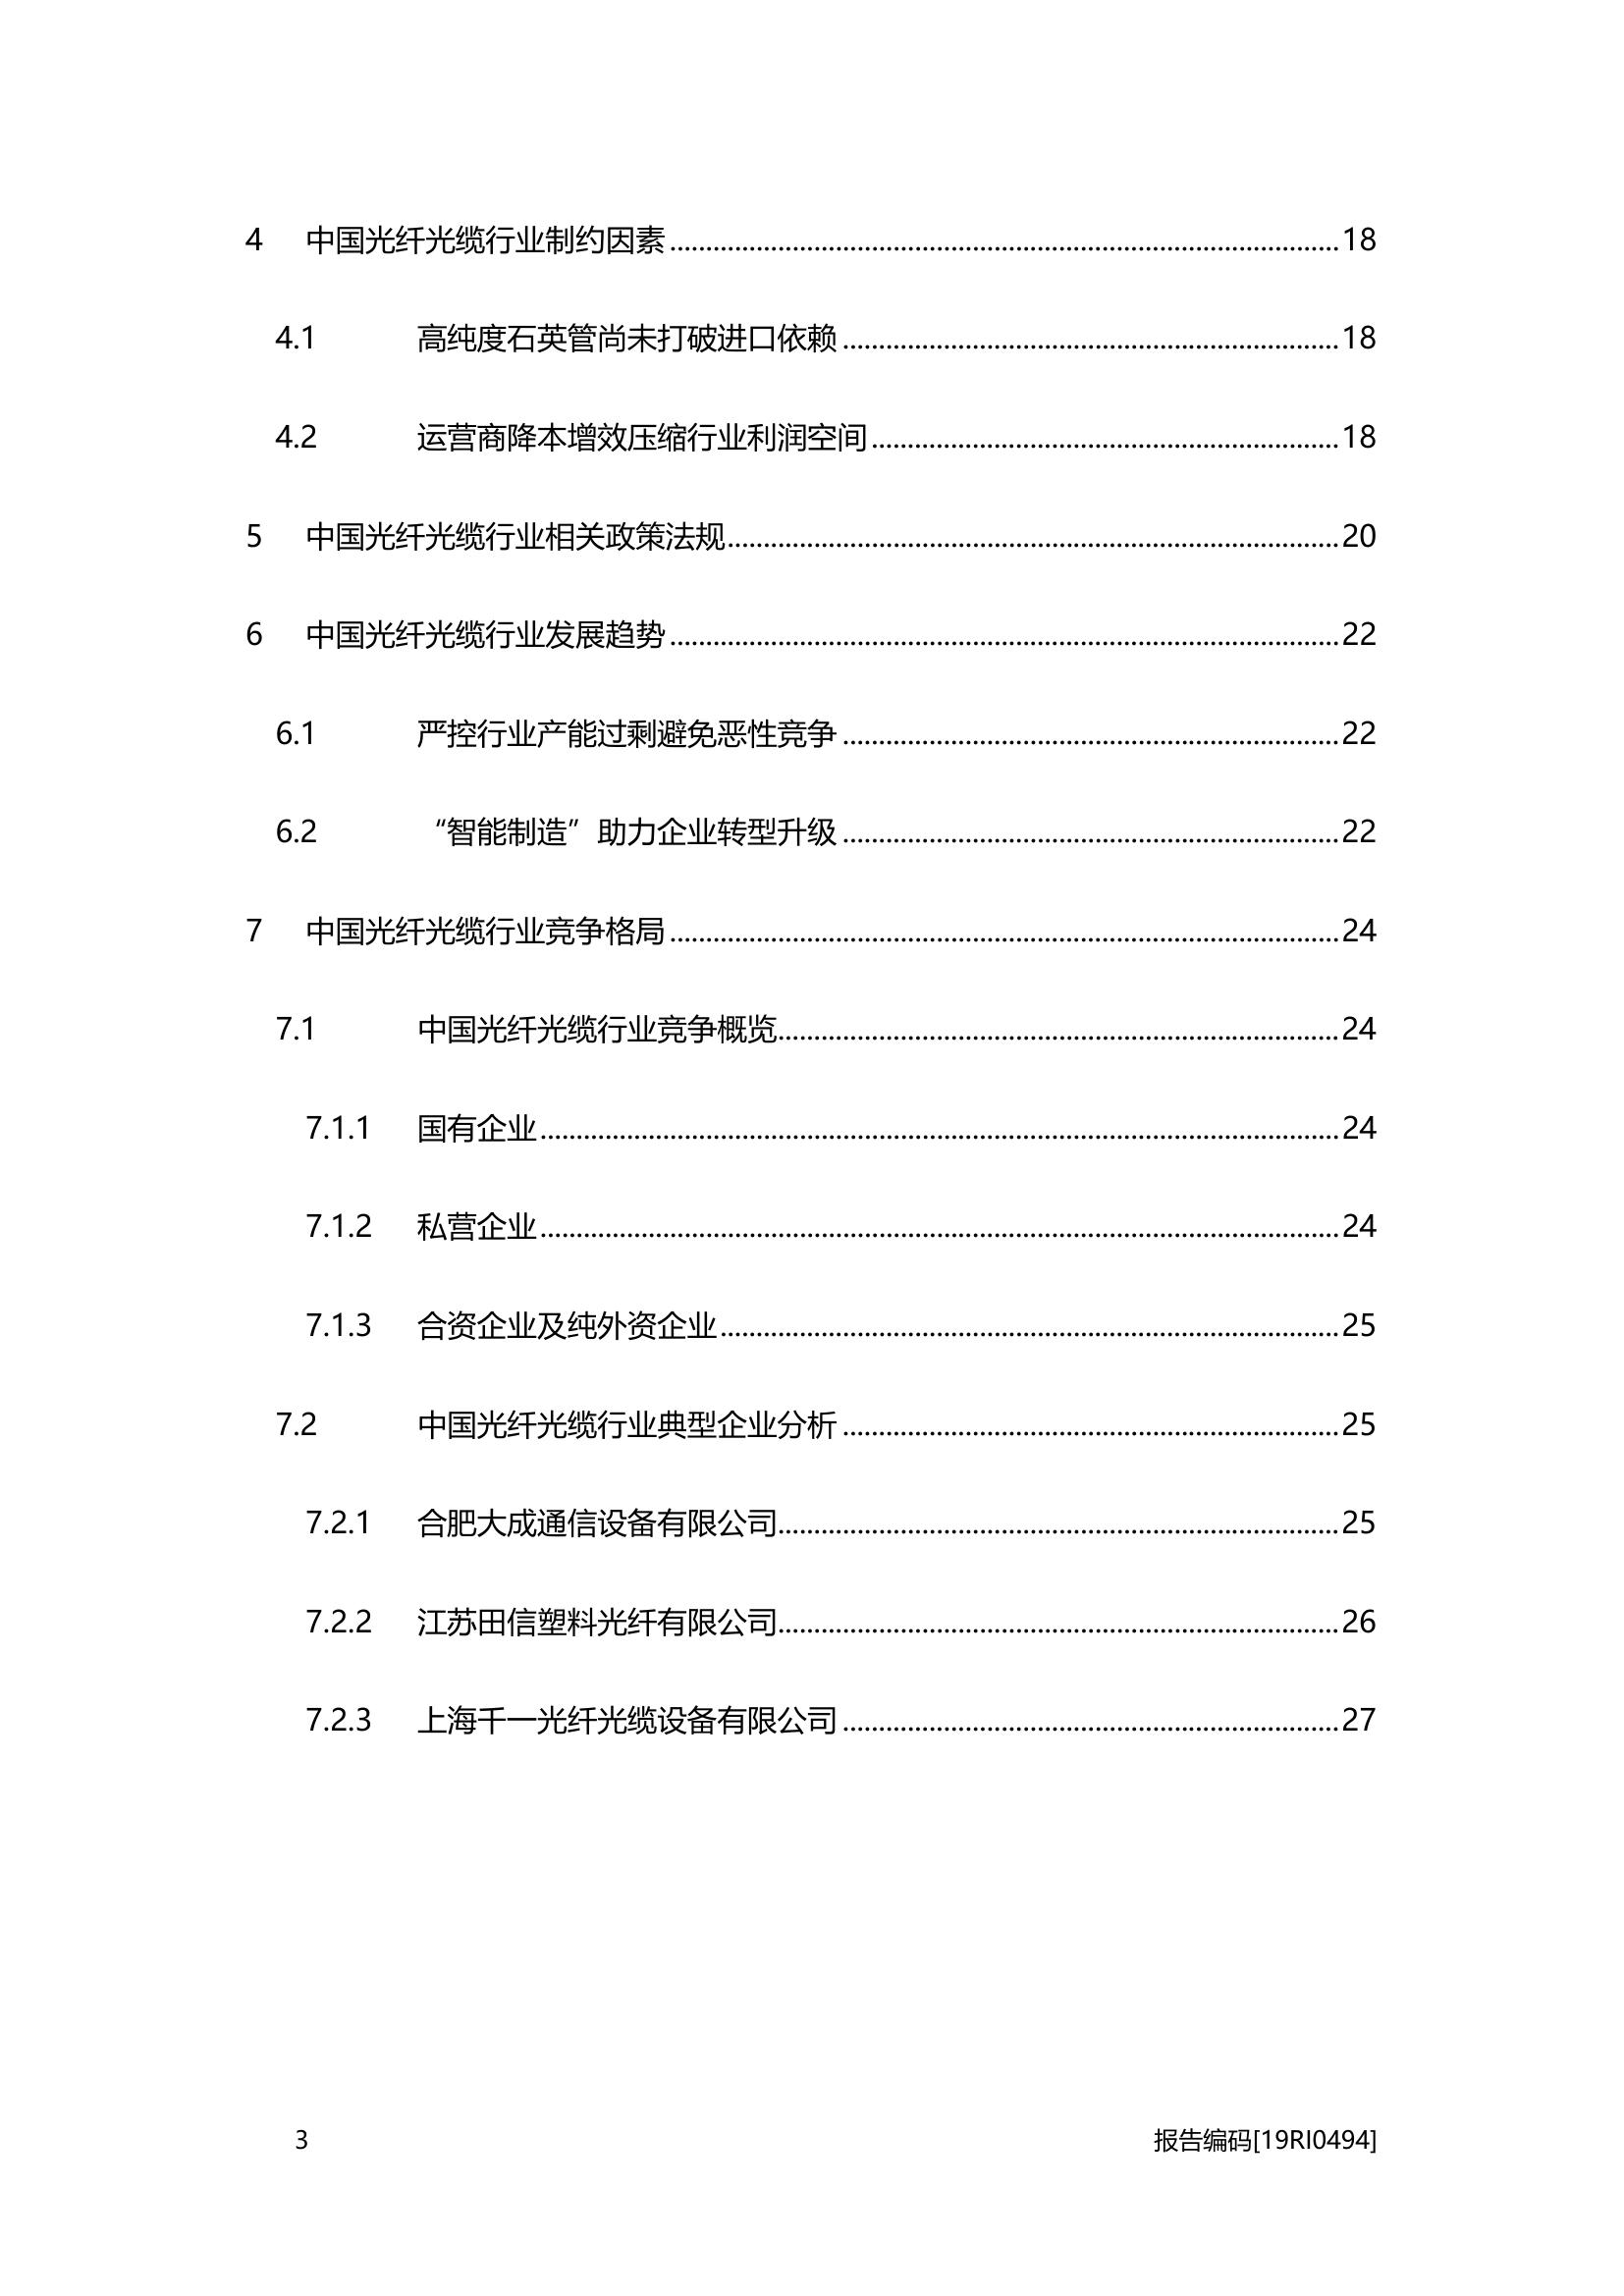 4 中国光纤光缆行业制约因素........................................18
4.1 高纯度石英管尚未打破进口依赖........................................18
4.2 运营商降本增效压缩行业利润空间........................................18
5 中国光纤光缆行业相关政策法规........................................20
6 中国光纤光缆行业发展趋势........................................22
6.1 严控行业产能过剩避免恶性竞争........................................22
6.2 “智能制造”助力企业转型升级........................................22
7 中国光纤光缆行业竞争格局........................................24
7.1 中国光纤光缆行业竞争概览........................................24
7.1.1 国有企业........................................24
7.1.2 私营企业........................................24
7.1.3 合资企业及纯外资企业........................................25
7.2 中国光纤光缆行业典型企业分析........................................25
7.2.1 合肥大成通信设备有限公司........................................25
7.2.2 江苏田信塑料光纤有限公司........................................26
7.2.3 上海千一光纤光缆设备有限公司........................................27
3 报告编码[19RI0494]